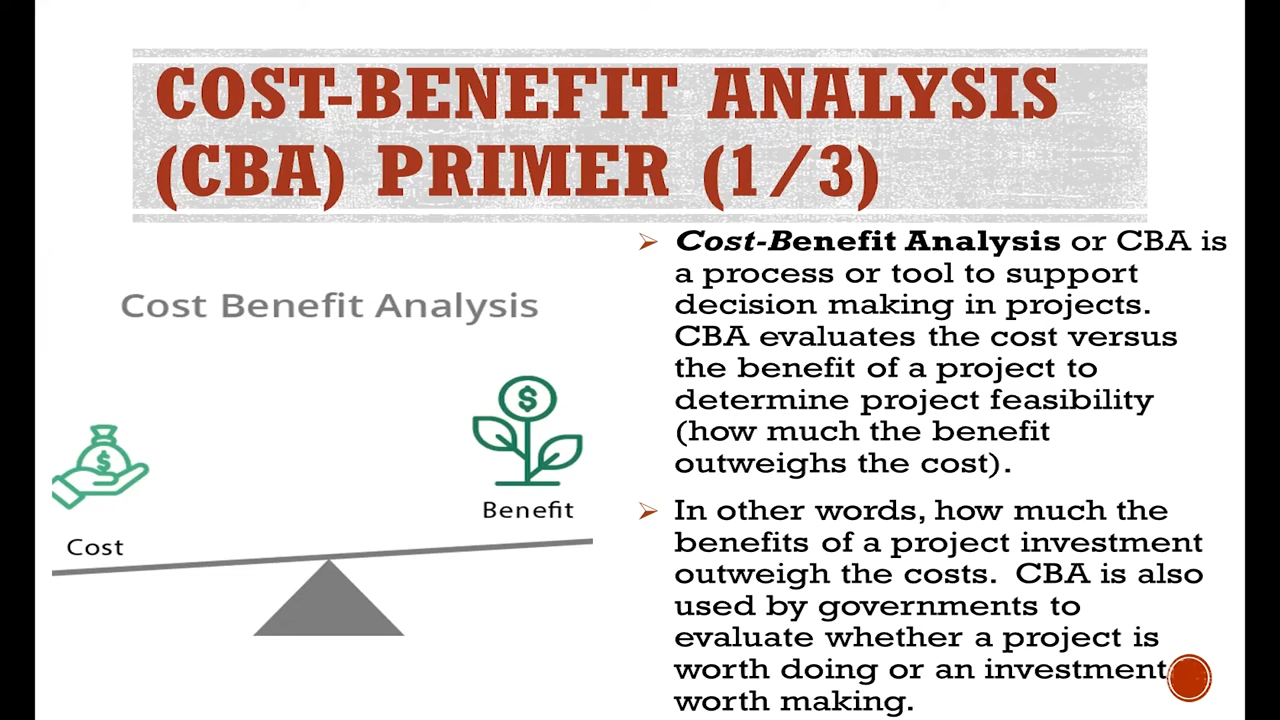 COST-BENEFIT ANALYSIS
(CBA) PRIMER (1/3)
Cost Benefit Analysis
$
$
Benefit
Cost
Cost-Benefit Analysis or CBA is
a process or tool to support
decision making in projects.
CBA evaluates the cost versus
the benefit of a project to
determine project feasibility
(how much the benefit
outweighs the cost).
In other words, how much the
benefits of a project investment
outweigh the costs. CBA is also
used by governments to
evaluate whether a project is
worth doing or an investment
worth making.